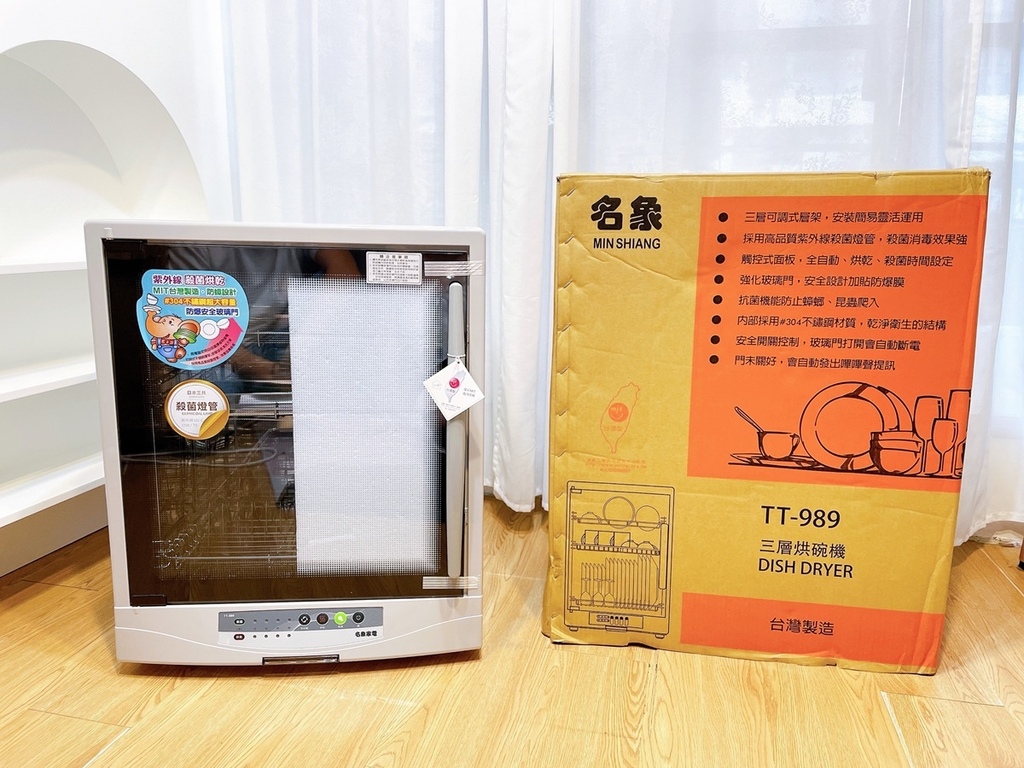 紫外線 殺菌烘乾
MIT台灣製造 防蟑設計
#304不鏽鋼超大容量
防爆安全玻璃門
殺菌燈管
名象家電
名象
MIN SHIANG
● 三層可調式層架，安裝簡易靈活運用
● 採用高品質紫外線殺菌燈管，殺菌消毒效果強
● 觸控式面板，全自動、烘乾、殺菌時間設定
● 強化玻璃門，安全設計加貼防爆膜
● 抗菌機能防止蟑螂、昆蟲爬入
● 內部採用#304不鏽鋼材質，乾淨衛生的結構
● 安全開關控制，玻璃門打開會自動斷電
● 門未關好，會自動發出嗶嗶聲提訊
TT-989
三層烘碗機
DISH DRYER
台灣製造